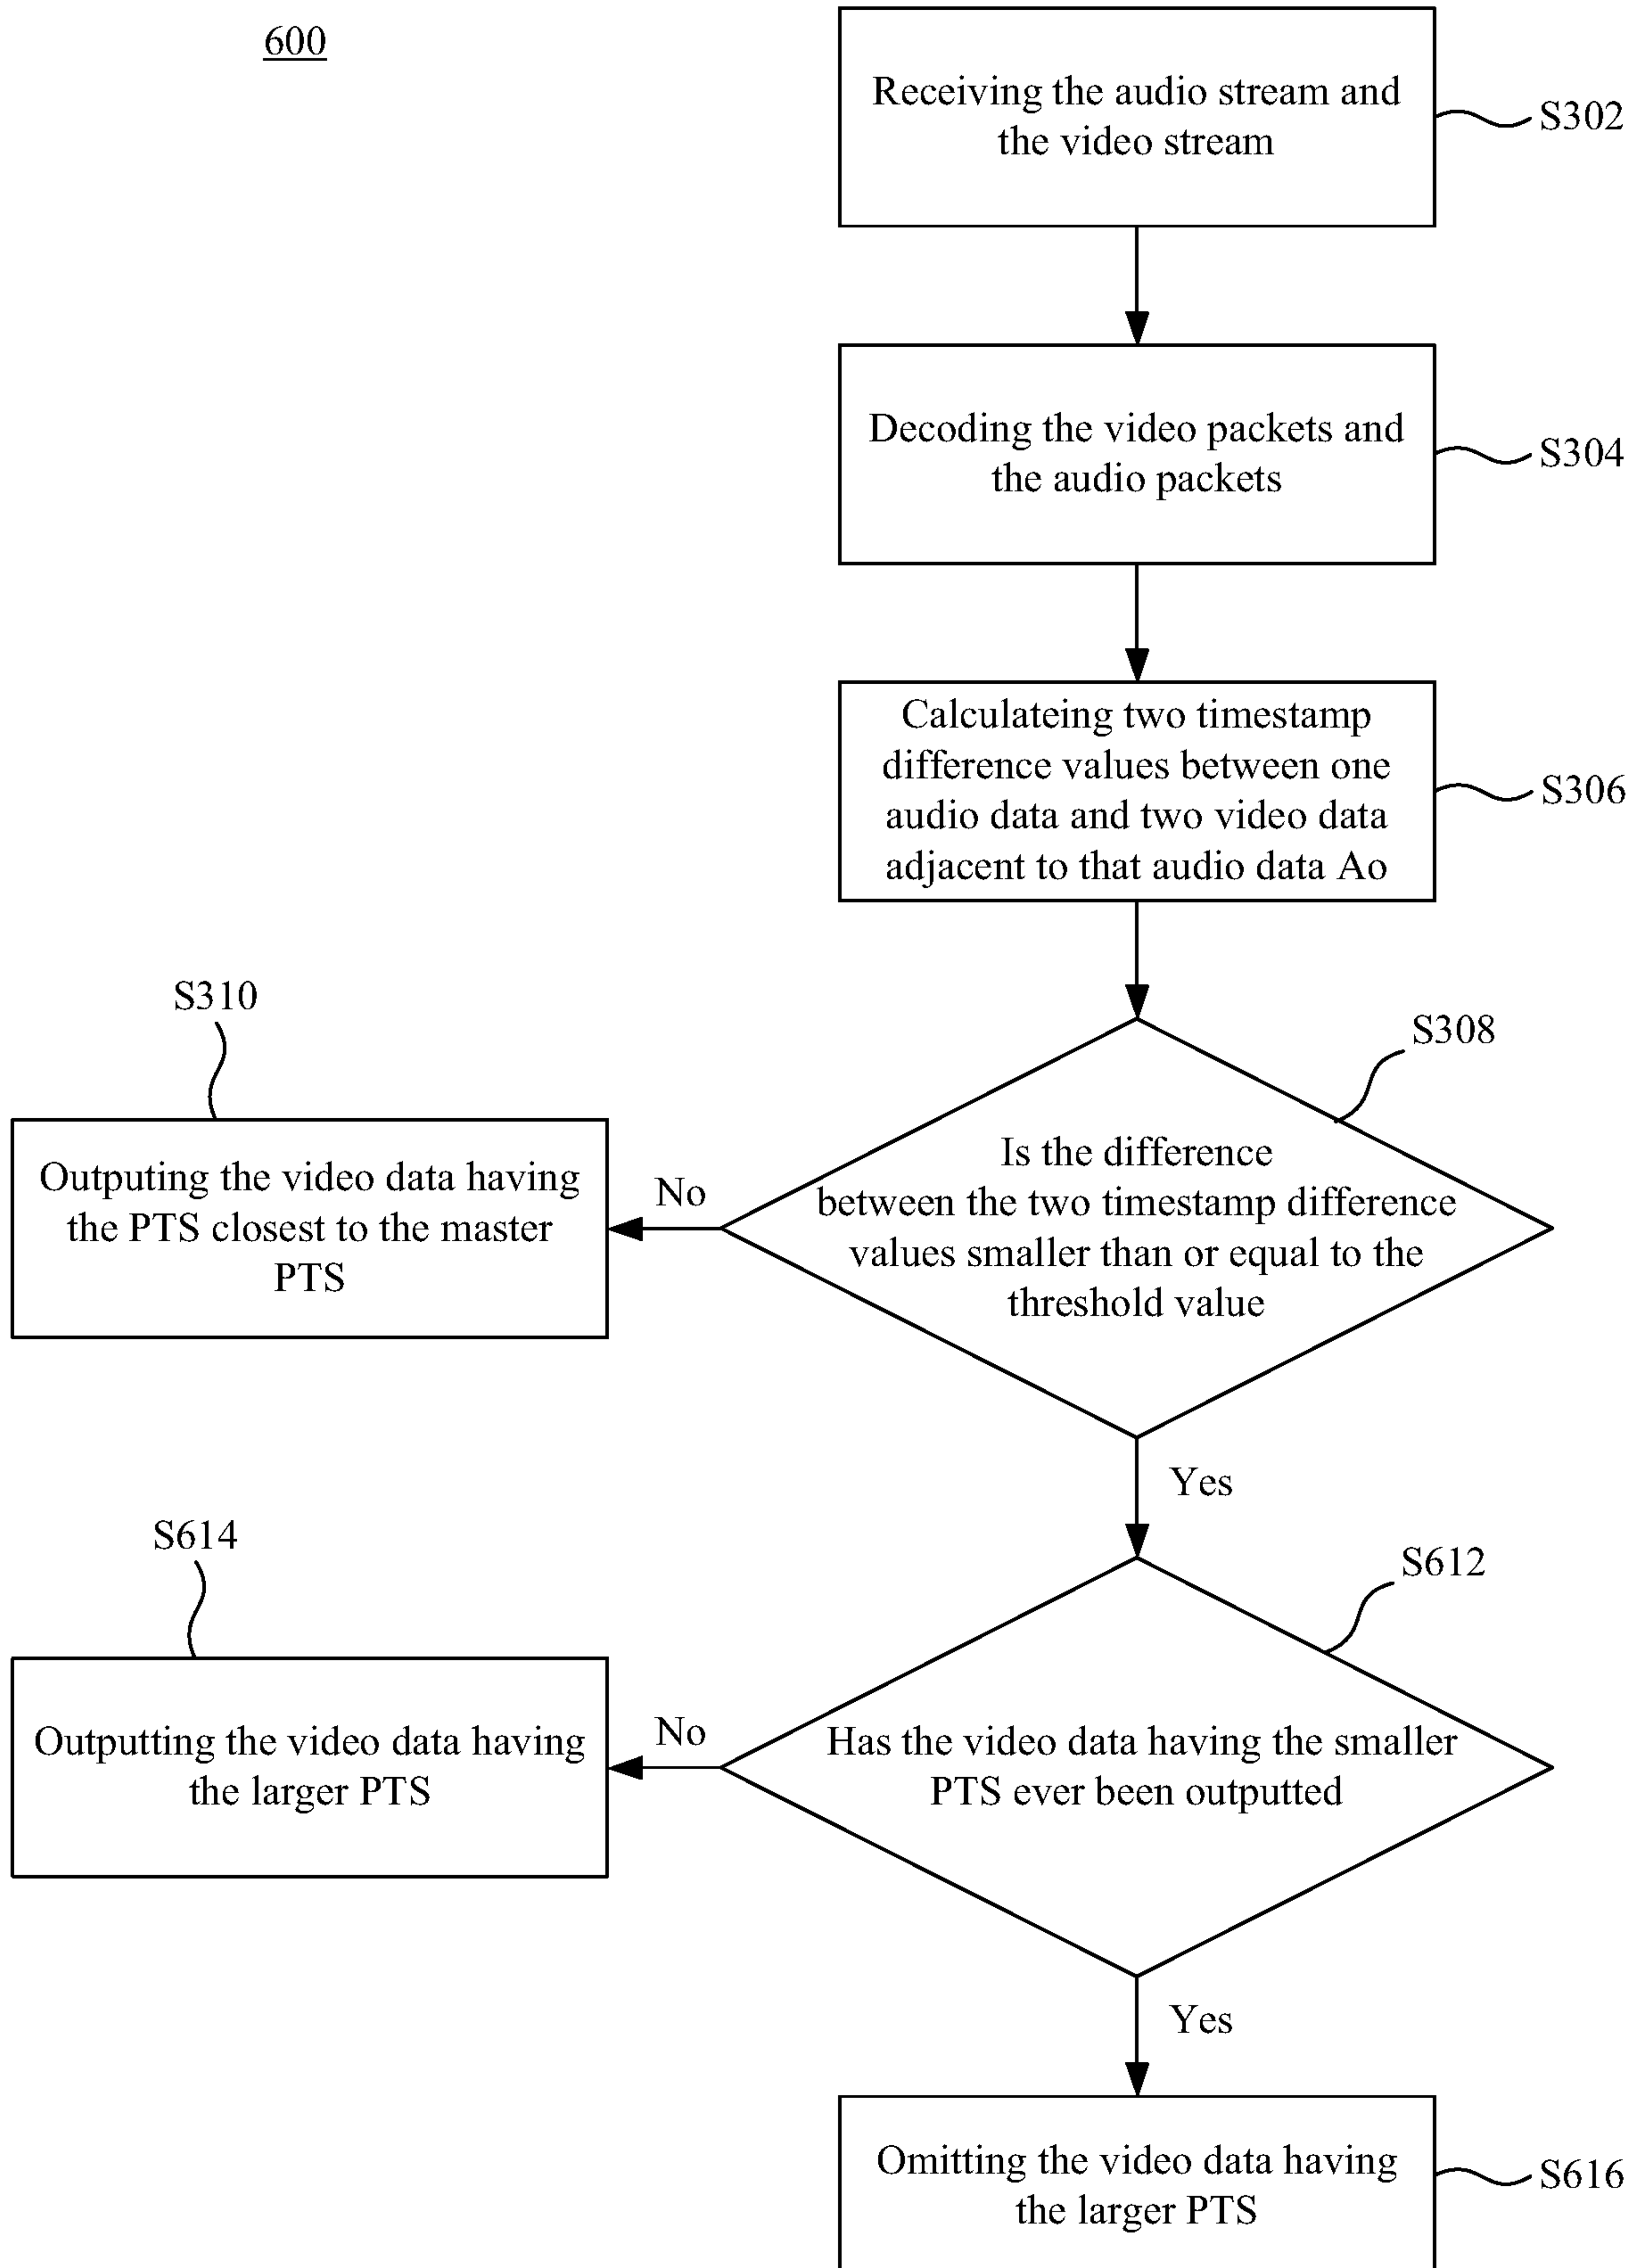 600
Receiving the audio stream and
the video stream
S302
Decoding the video packets and
the audio packets
S304
Calculateing two timestamp
difference values between one
audio data and two video data
adjacent to that audio data Ao
S306
S310
S308
Outputing the video data having
the PTS closest to the master
PTS
No
Is the difference
between the two timestamp difference
values smaller than or equal to the
threshold value
Yes
S614
S612
Outputting the video data having
the larger PTS
No
Has the video data having the smaller
PTS ever been outputted
Yes
Omitting the video data having
the larger PTS
S616